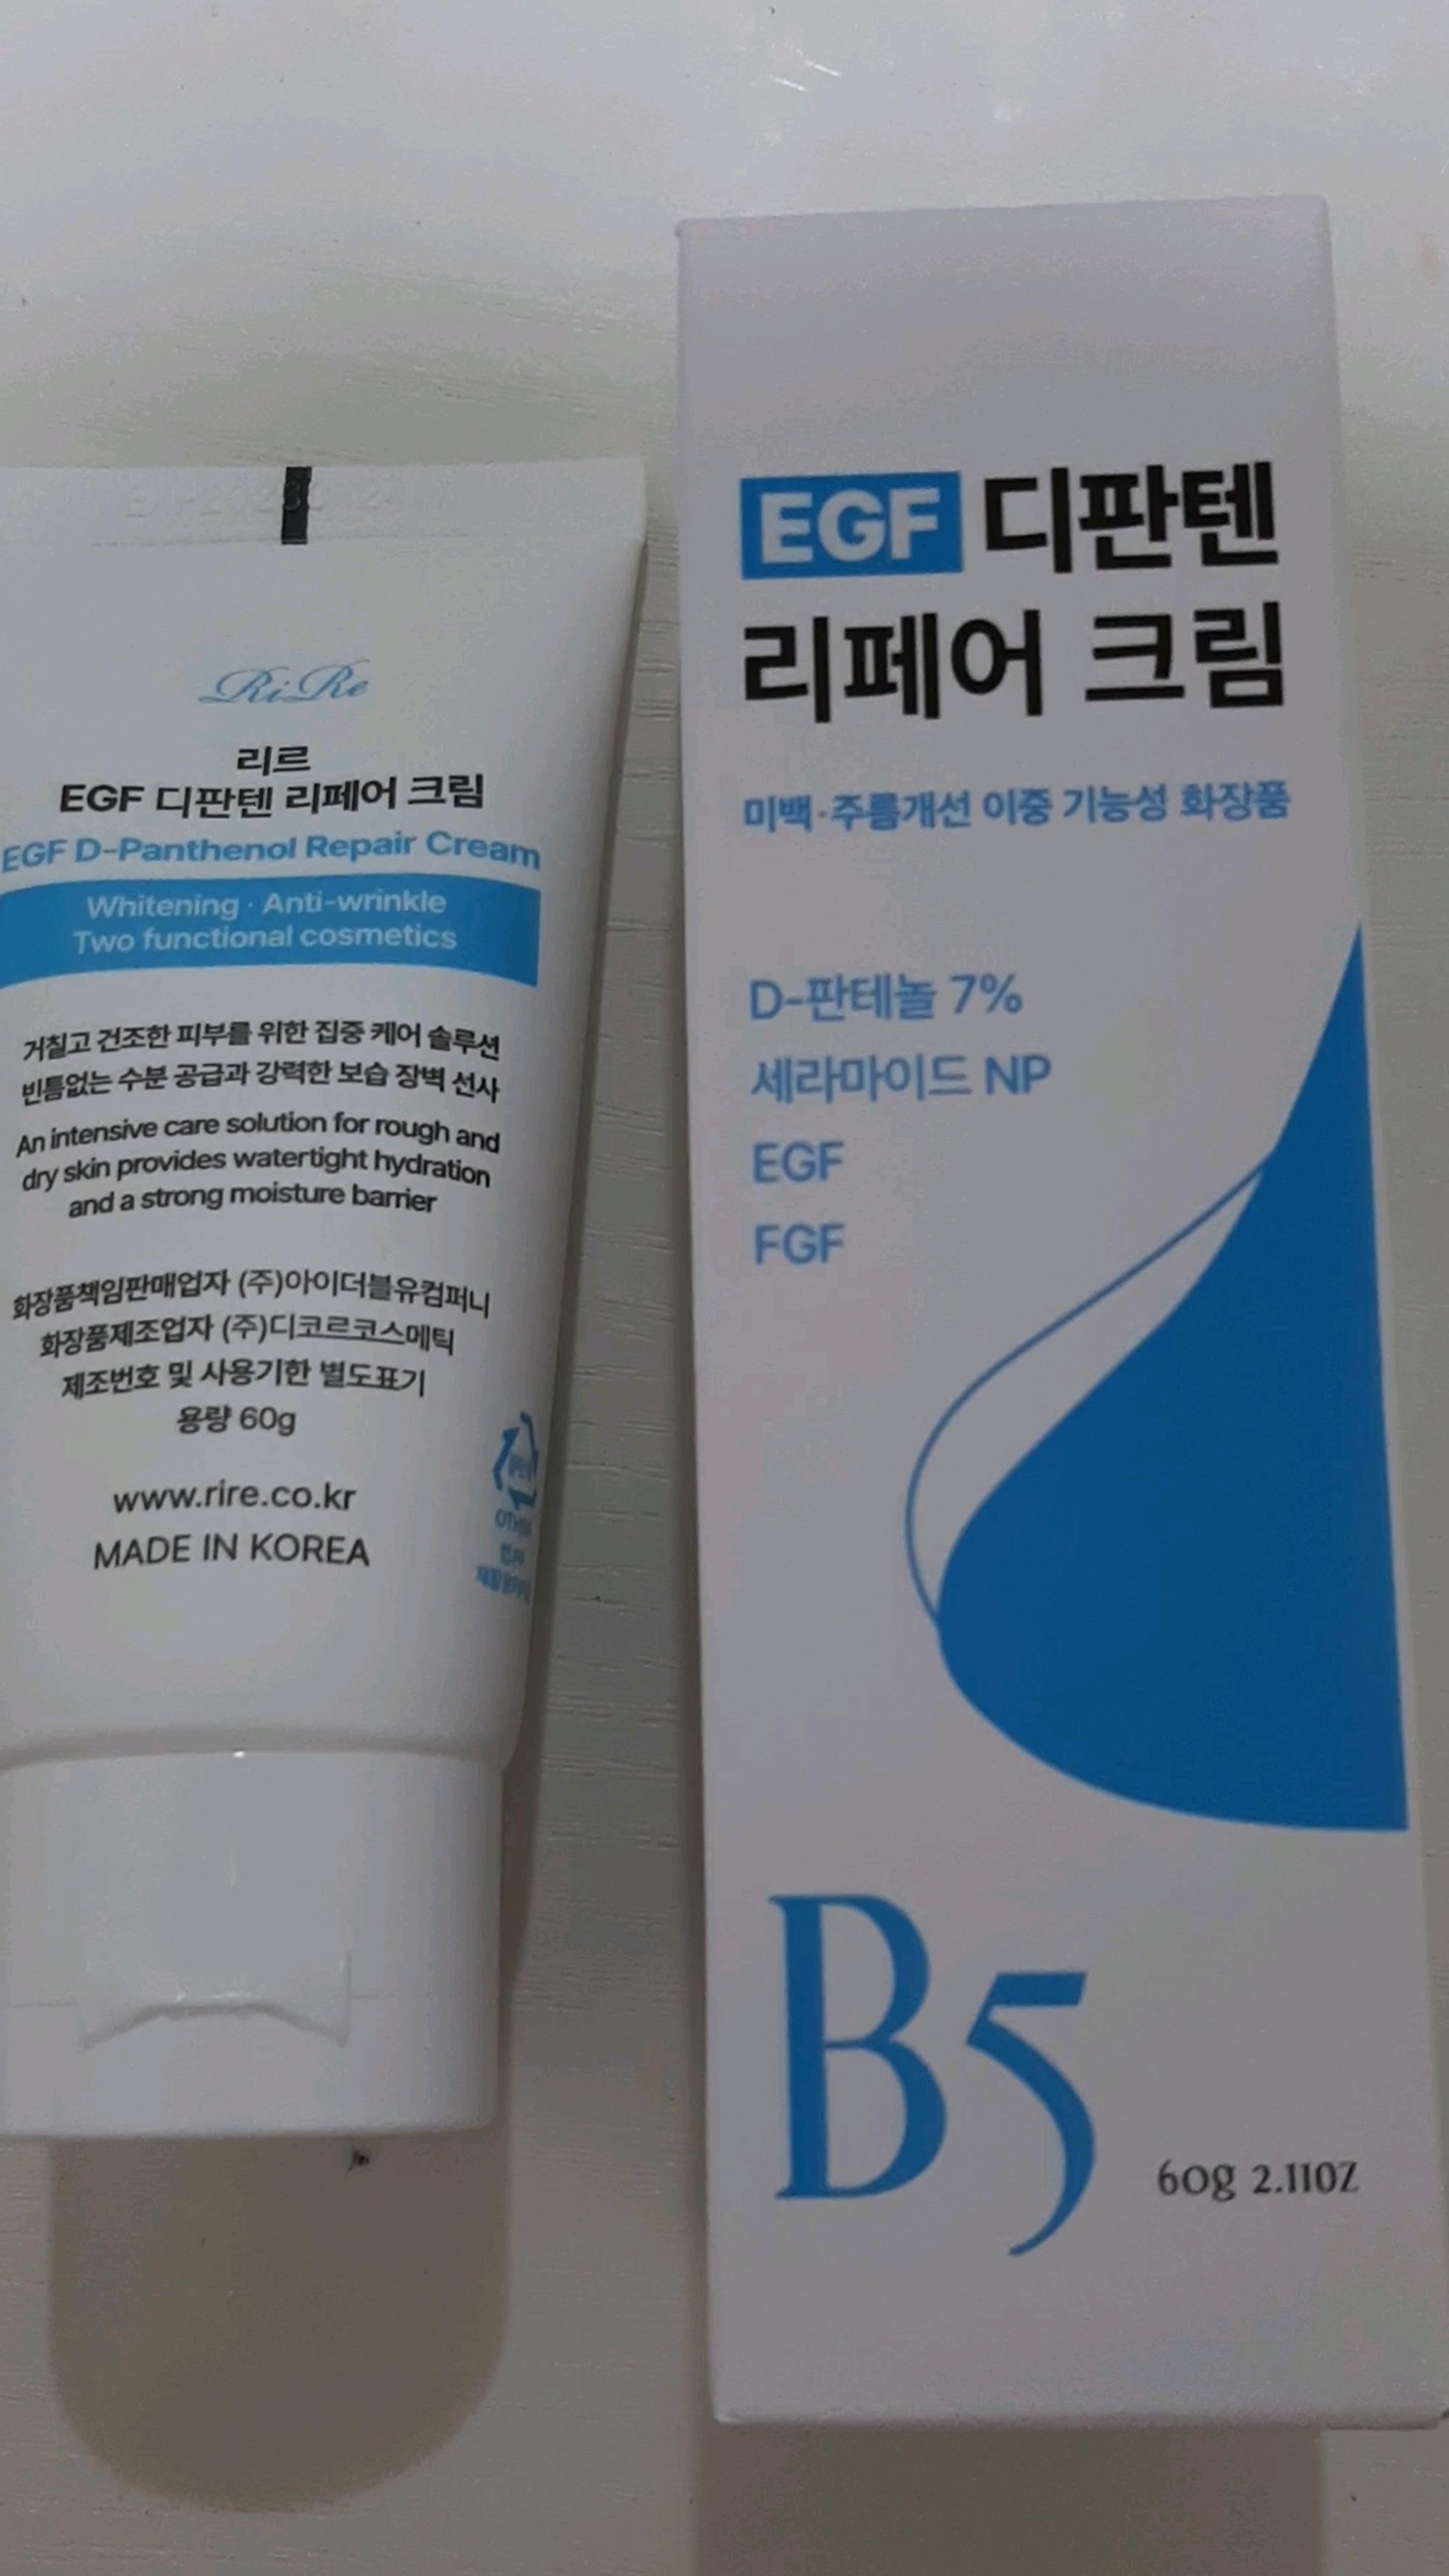 RiRe
리르
EGF 디판텐 리페어 크림
EGF D-Panthenol Repair Cream
Whitening · Anti-wrinkle
Two functional cosmetics
거칠고 건조한 피부를 위한 집중 케어 솔루션
빈틈없는 수분 공급과 강력한 보습 장벽 선사
An intensive care solution for rough and
dry skin provides watertight hydration
and a strong moisture barrier
화장품책임판매업자 (주)아이더블유컴퍼니
화장품제조업자 (주)디코르코스메틱
제조번호 및 사용기한 별도표기
용량 60g
www.rire.co.kr
MADE IN KOREA
EGF 디판텐
리페어 크림
미백·주름개선 이중 기능성 화장품
D-판테놀 7%
세라마이드 NP
EGF
FGF
B5
60g 2.11OZ